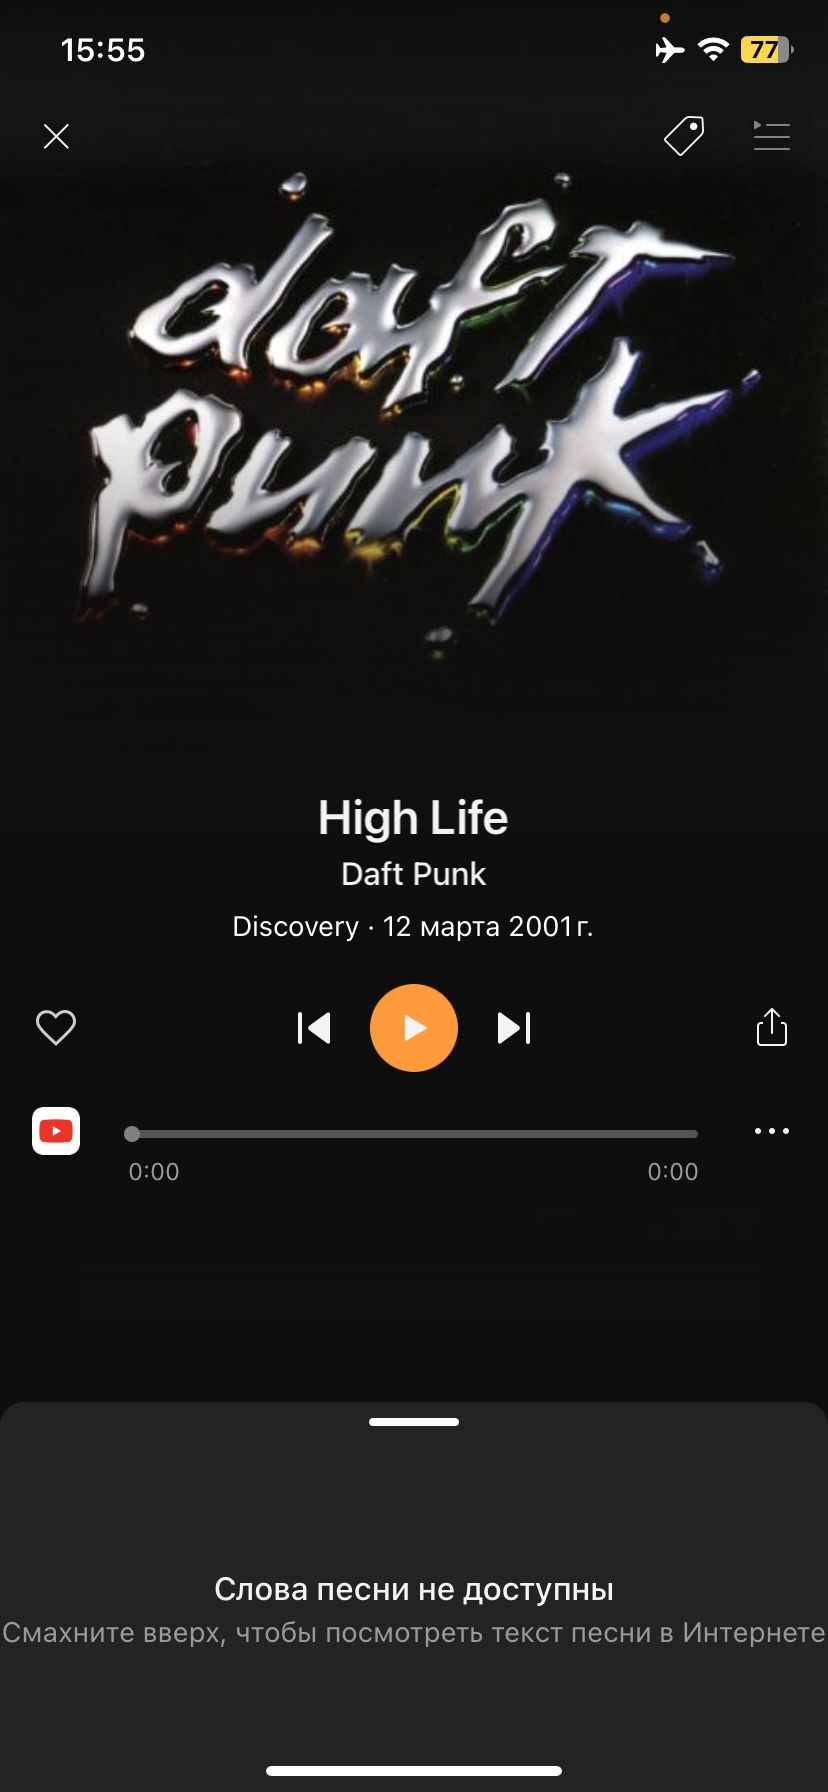 15:55
77
daft
punk
High Life
Daft Punk
Discovery · 12 марта 2001 г.
0:00
0:00
Слова песни не доступны
Смахните вверх, чтобы посмотреть текст песни в Интернете